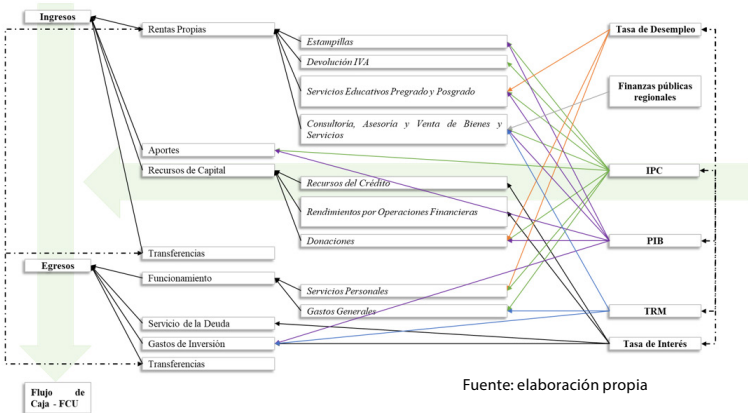 Ingresos
Rentas Propias
Estampillas
Tasa de Desempleo
Devolución IVA
Servicios Educativos Pregrado y Posgrado
Finanzas públicas
regionales
Consultoría, Asesoría y Venta de Bienes y
Servicios
Aportes
Recursos de Capital
IPC
Recursos del Crédito
Rendimientos por Operaciones Financieras
Donaciones
PIB
Transferencias
Egresos
Funcionamiento
Servicios Personales
Gastos Generales
TRM
Servicio de la Deuda
Gastos de Inversión
Tasa de Interés
Transferencias
Flujo de
Caja - FCU
Fuente: elaboración propia